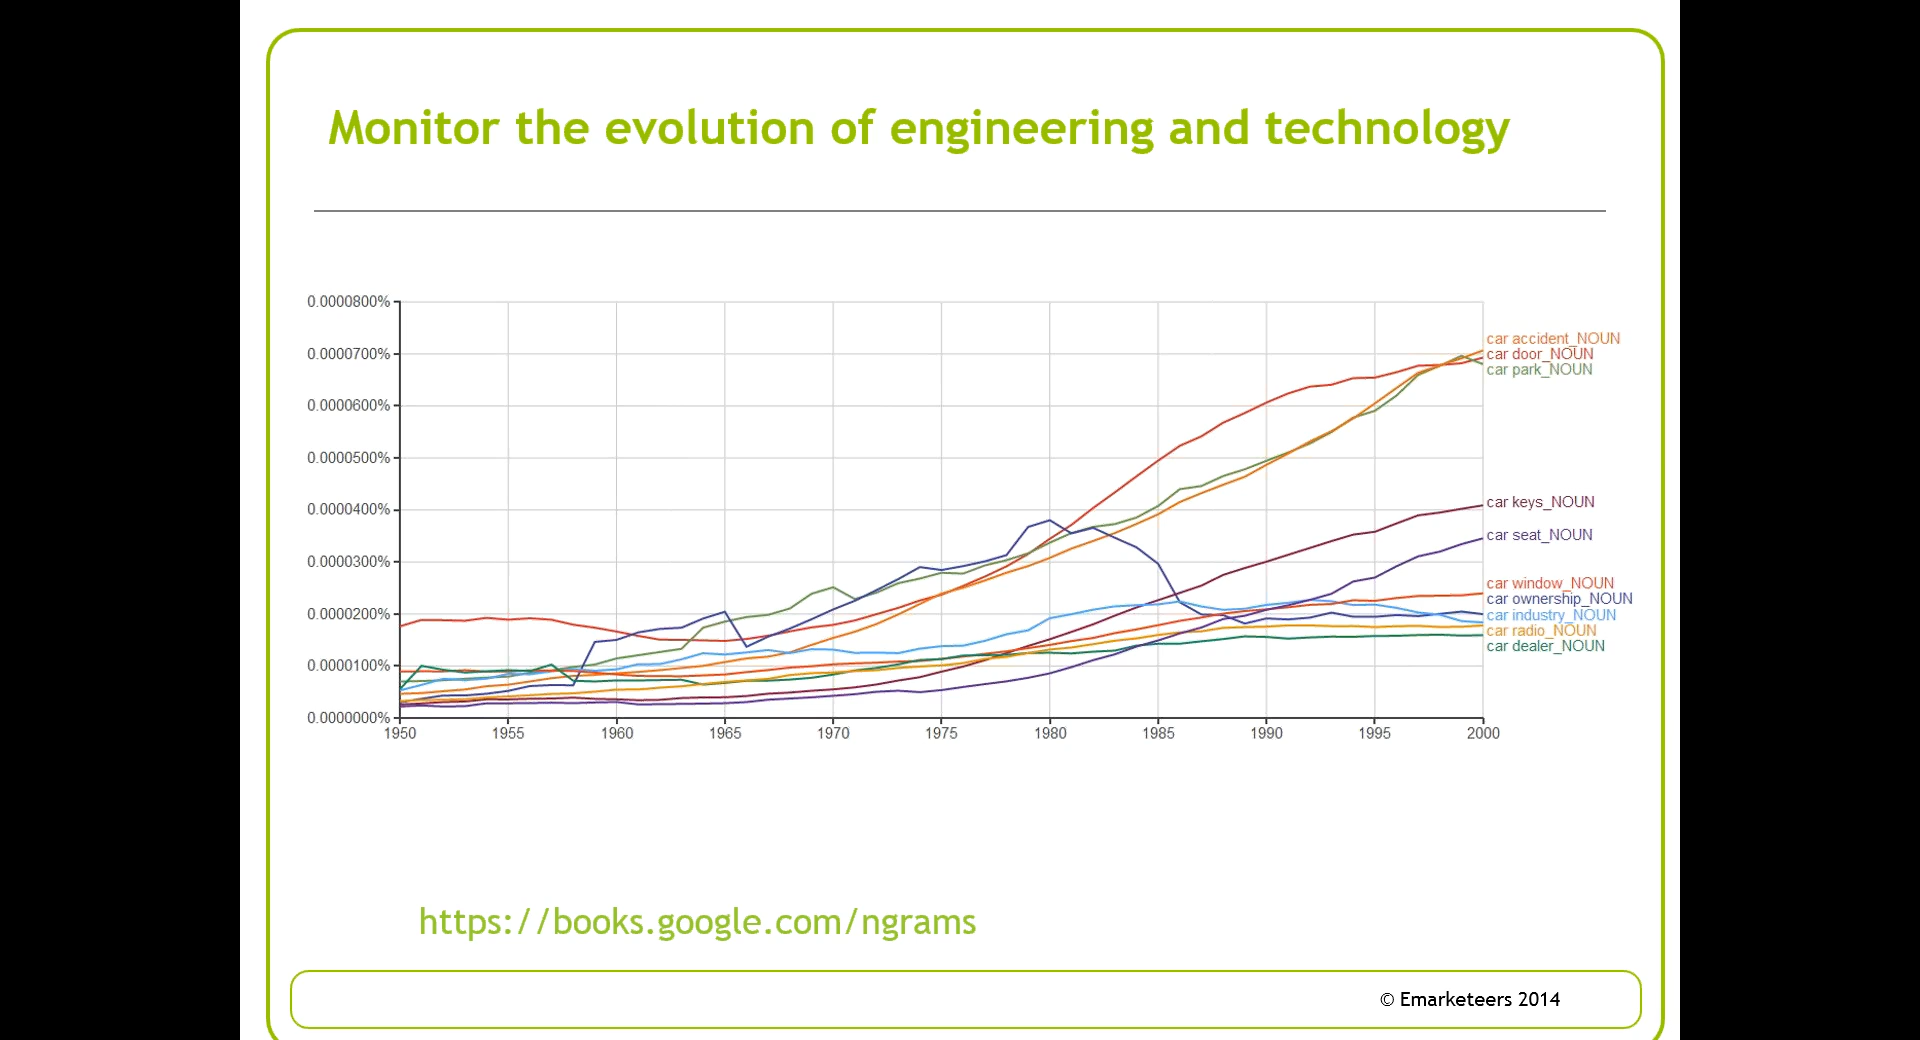 Monitor the evolution of engineering and technology
0.0000800%
0.0000700%
0.0000600%
0.0000500%
0.0000400%
0.0000300%
0.0000200%
0.0000100%
0.0000000%
1950 1955 1960 1965 1970 1975 1980 1985 1990 1995 2000
car accident_NOUN
car door_NOUN
car park_NOUN
car keys_NOUN
car seat_NOUN
car window_NOUN
car ownership_NOUN
car industry_NOUN
car radio_NOUN
car dealer_NOUN
https://books.google.com/ngrams
© Emarketeers 2014